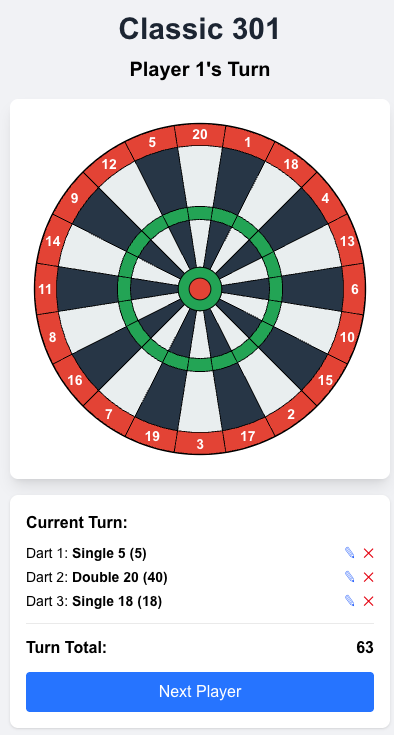 Classic 301
Player 1's Turn
20
1
18
4
13
6
10
15
2
17
3
19
7
16
8
11
14
9
12
5
Current Turn:
Dart 1: Single 5 (5)
Dart 2: Double 20 (40)
Dart 3: Single 18 (18)
Turn Total: 63
Next Player